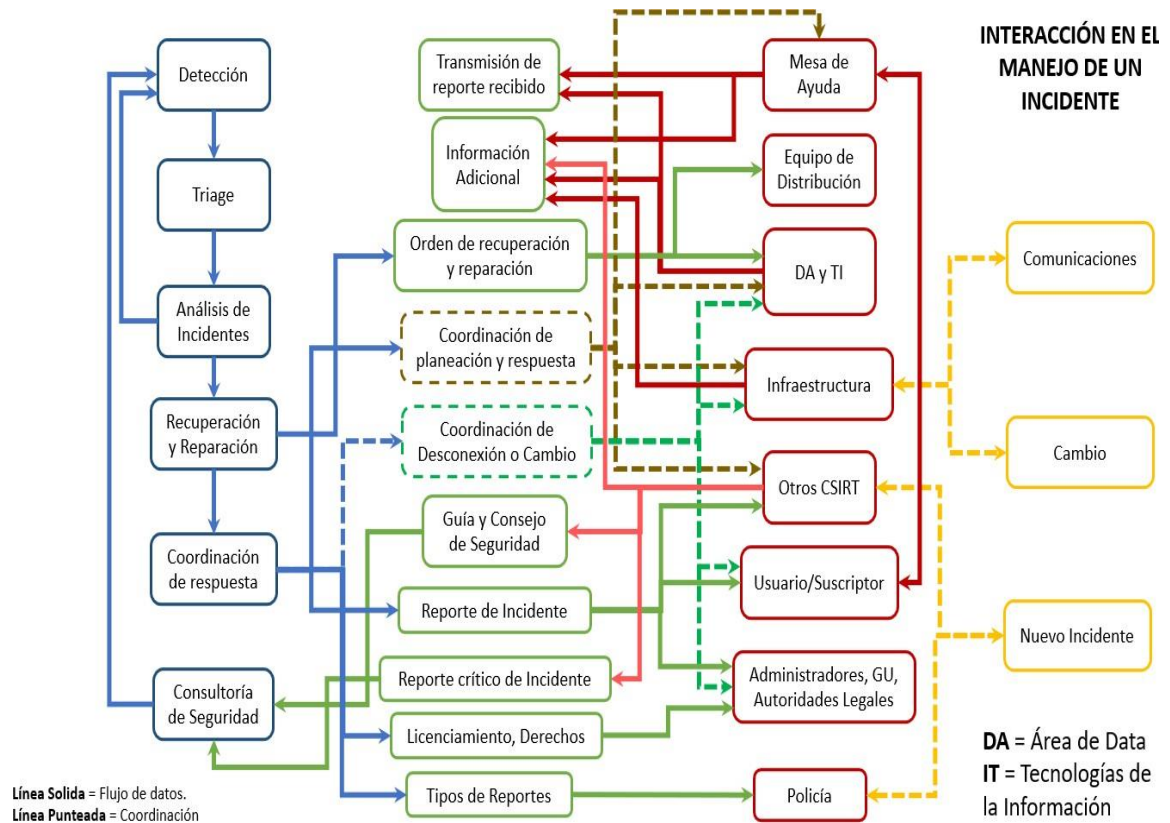 INTERACCIÓN EN EL
MANEJO DE UN
INCIDENTE
Detección
Triage
Análisis de
Incidentes
Recuperación
y Reparación
Coordinación
de respuesta
Consultoría
de Seguridad
Transmisión de
reporte recibido
Información
Adicional
Orden de recuperación
y reparación
Coordinación de
planeación y respuesta
Coordinación de
Desconexión o Cambio
Guía y Consejo
de Seguridad
Reporte de Incidente
Reporte crítico de Incidente
Licenciamiento, Derechos
Tipos de Reportes
Mesa de
Ayuda
Equipo de
Distribución
DA y TI
Infraestructura
Otros CSIRT
Usuario/Suscriptor
Administradores, GU,
Autoridades Legales
Policía
Comunicaciones
Cambio
Nuevo Incidente
DA = Área de Data
IT = Tecnologías de
la Información
Línea Solida = Flujo de datos.
Línea Punteada = Coordinación